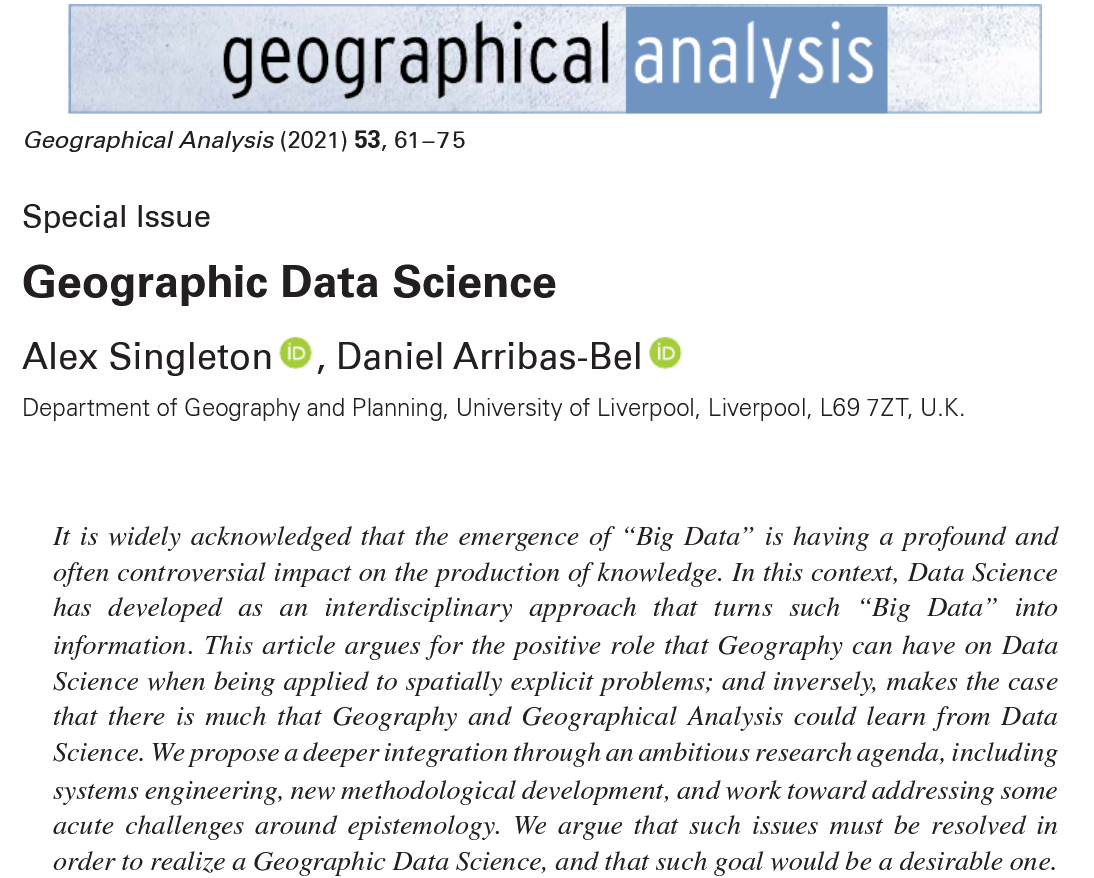 geographical analysis
Geographical Analysis (2021) 53, 61–75
Special Issue
Geographic Data Science
Alex Singleton iD, Daniel Arribas-Bel iD
Department of Geography and Planning, University of Liverpool, Liverpool, L69 7ZT, U.K.
It is widely acknowledged that the emergence of “Big Data” is having a profound and
often controversial impact on the production of knowledge. In this context, Data Science
has developed as an interdisciplinary approach that turns such “Big Data” into
information. This article argues for the positive role that Geography can have on Data
Science when being applied to spatially explicit problems; and inversely, makes the case
that there is much that Geography and Geographical Analysis could learn from Data
Science. We propose a deeper integration through an ambitious research agenda, including
systems engineering, new methodological development, and work toward addressing some
acute challenges around epistemology. We argue that such issues must be resolved in
order to realize a Geographic Data Science, and that such goal would be a desirable one.